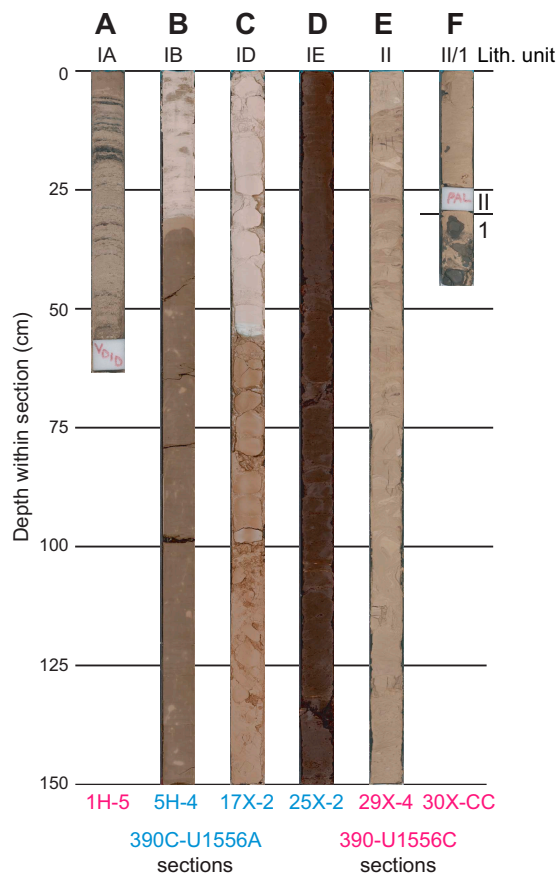 A B C D E F
IA IB ID IE II II/1 Lith. unit
0
25
50
75
100
125
150
Depth within section (cm)
VOID
PAL
II
1
1H-5 5H-4 17X-2 25X-2 29X-4 30X-CC
390C-U1556A 390-U1556C
sections sections